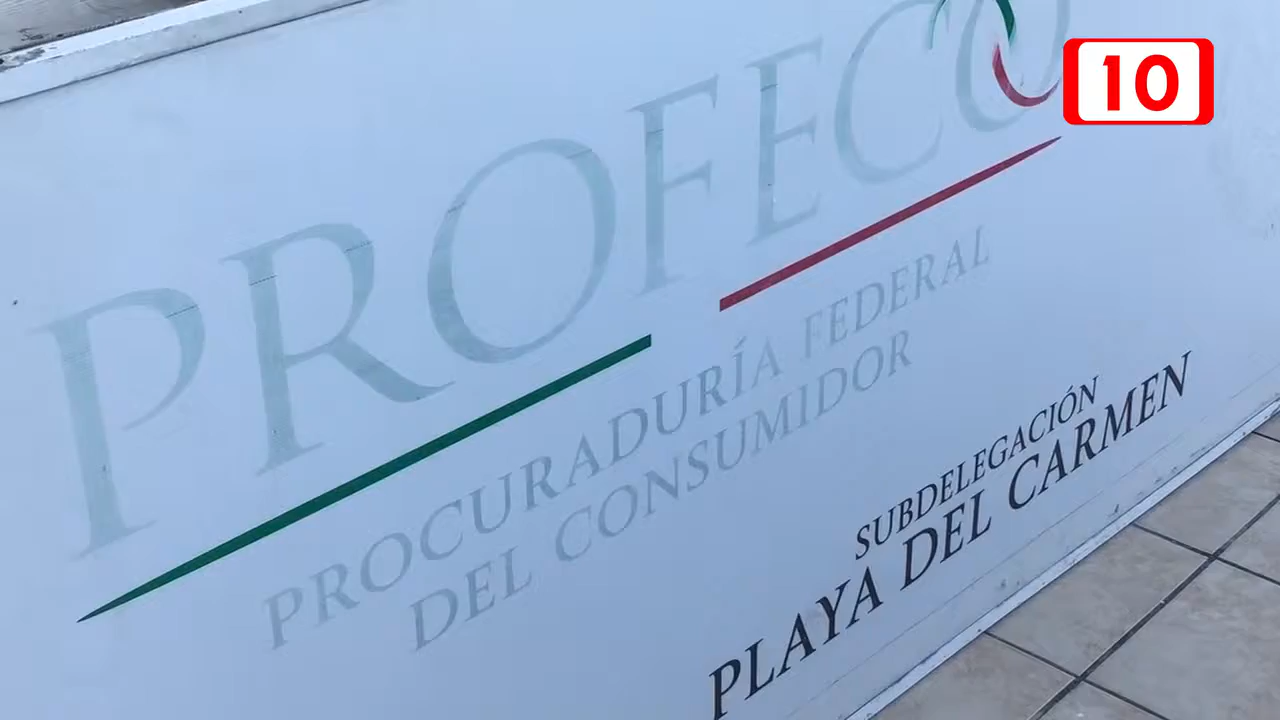 10
PROFECO
PROCURADURÍA FEDERAL
DEL CONSUMIDOR
SUBDELEGACIÓN
PLAYA DEL CARMEN